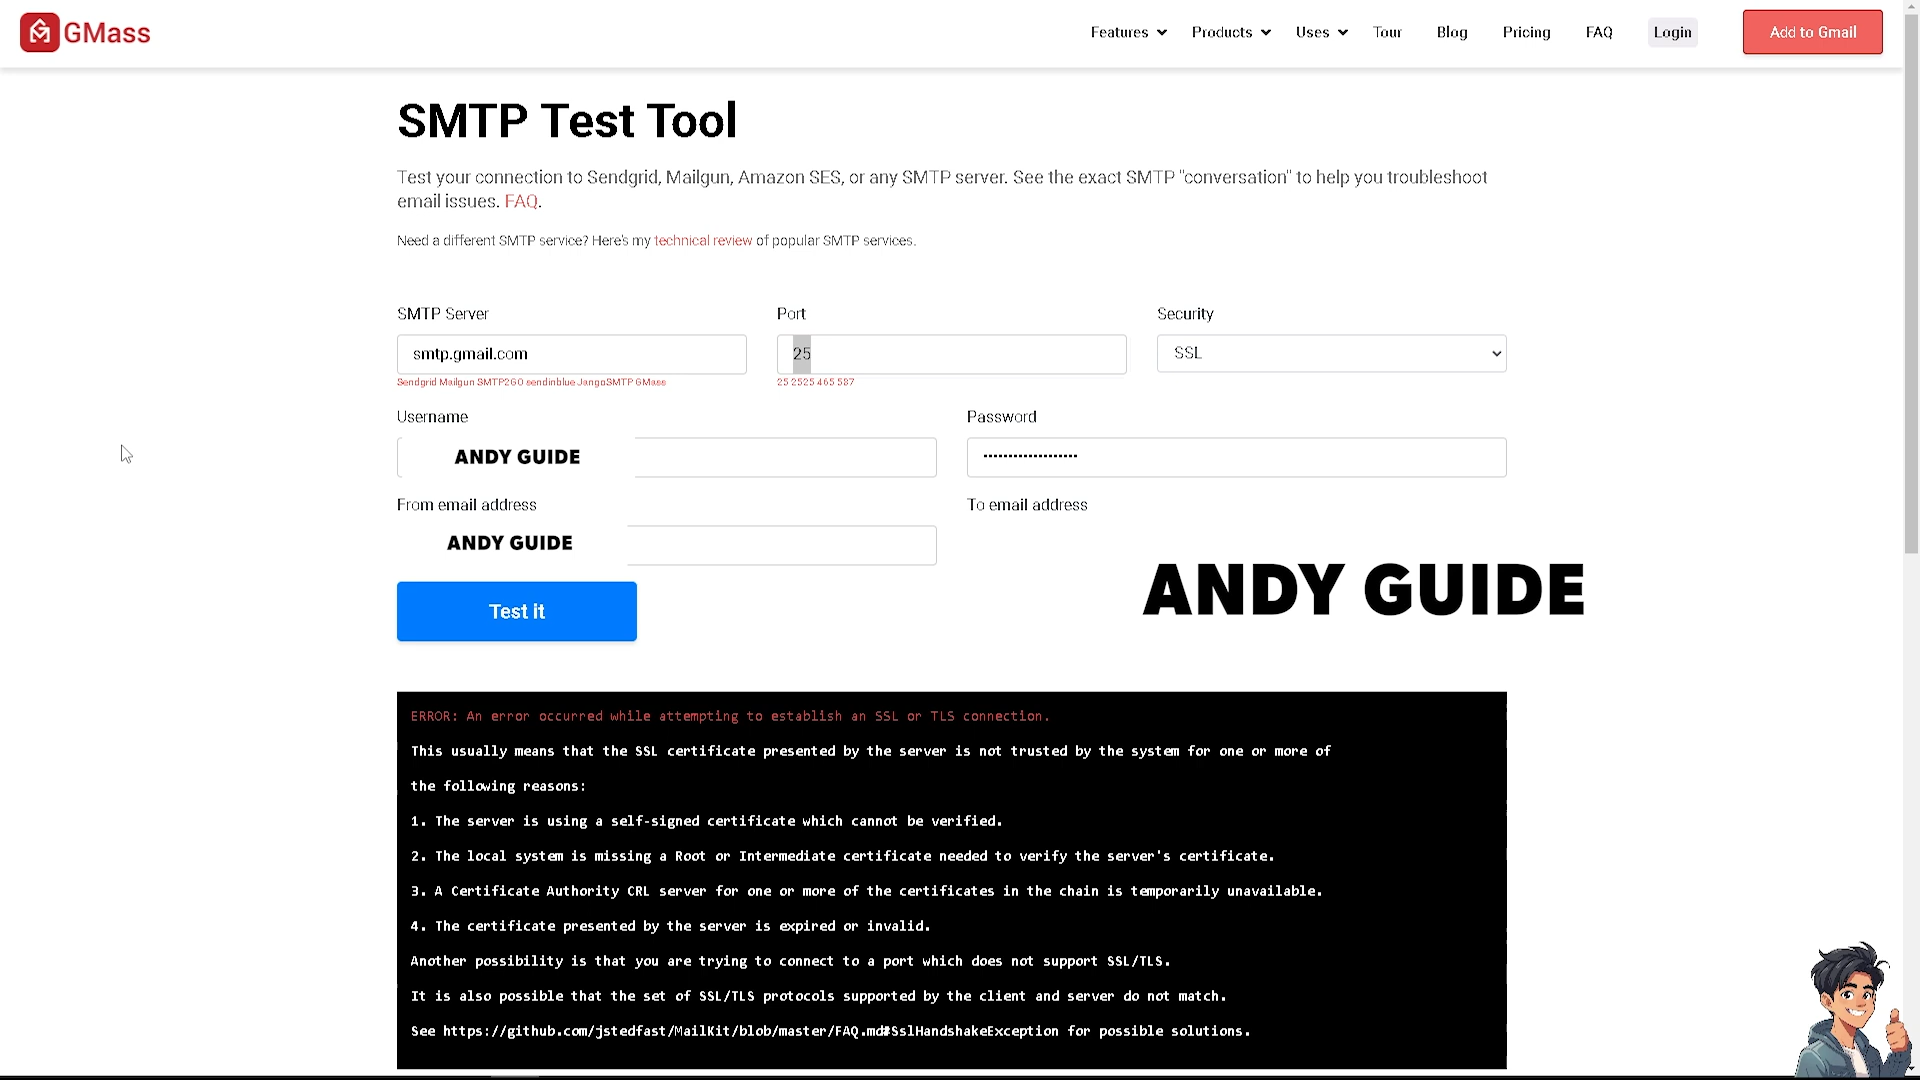 GMass
Features Products Uses Tour Blog Pricing FAQ Login Add to Gmail
SMTP Test Tool
Test your connection to Sendgrid, Mailgun, Amazon SES, or any SMTP server. See the exact SMTP "conversation" to help you troubleshoot
email issues. FAQ.
Need a different SMTP service? Here's my technical review of popular SMTP services.
SMTP Server Port Security
smtp.gmail.com 25 SSL
Sendgrid Mailgun SMTP2GO sendinblue JangoSMTP GMass 25 2525 465 587
Username Password
ANDY GUIDE
From email address To email address
ANDY GUIDE
ANDY GUIDE
Test it
ERROR: An error occurred while attempting to establish an SSL or TLS connection.
This usually means that the SSL certificate presented by the server is not trusted by the system for one or more of
the following reasons:
1. The server is using a self-signed certificate which cannot be verified.
2. The local system is missing a Root or Intermediate certificate needed to verify the server's certificate.
3. A Certificate Authority CRL server for one or more of the certificates in the chain is temporarily unavailable.
4. The certificate presented by the server is expired or invalid.
Another possibility is that you are trying to connect to a port which does not support SSL/TLS.
It is also possible that the set of SSL/TLS protocols supported by the client and server do not match.
See https://github.com/jstedfast/MailKit/blob/master/FAQ.md#SslHandshakeException for possible solutions.